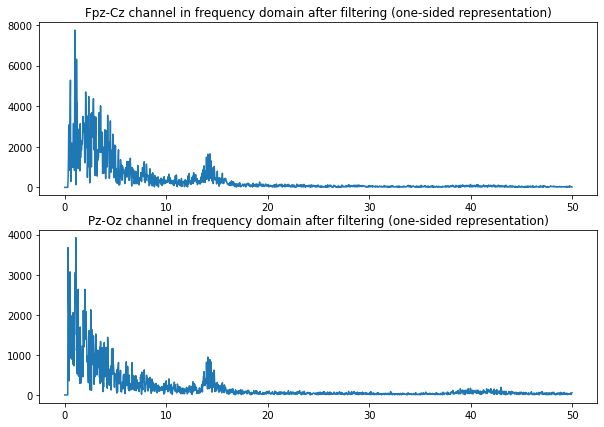 Fpz-Cz channel in frequency domain after filtering (one-sided representation)
8000
6000
4000
2000
0
0 10 20 30 40 50
Pz-Oz channel in frequency domain after filtering (one-sided representation)
4000
3000
2000
1000
0
0 10 20 30 40 50